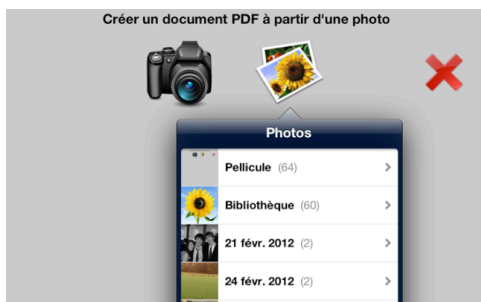 Créer un document PDF à partir d'une photo
Photos
Pellicule (64)
Bibliothèque (60)
21 févr. 2012 (2)
24 févr. 2012 (2)